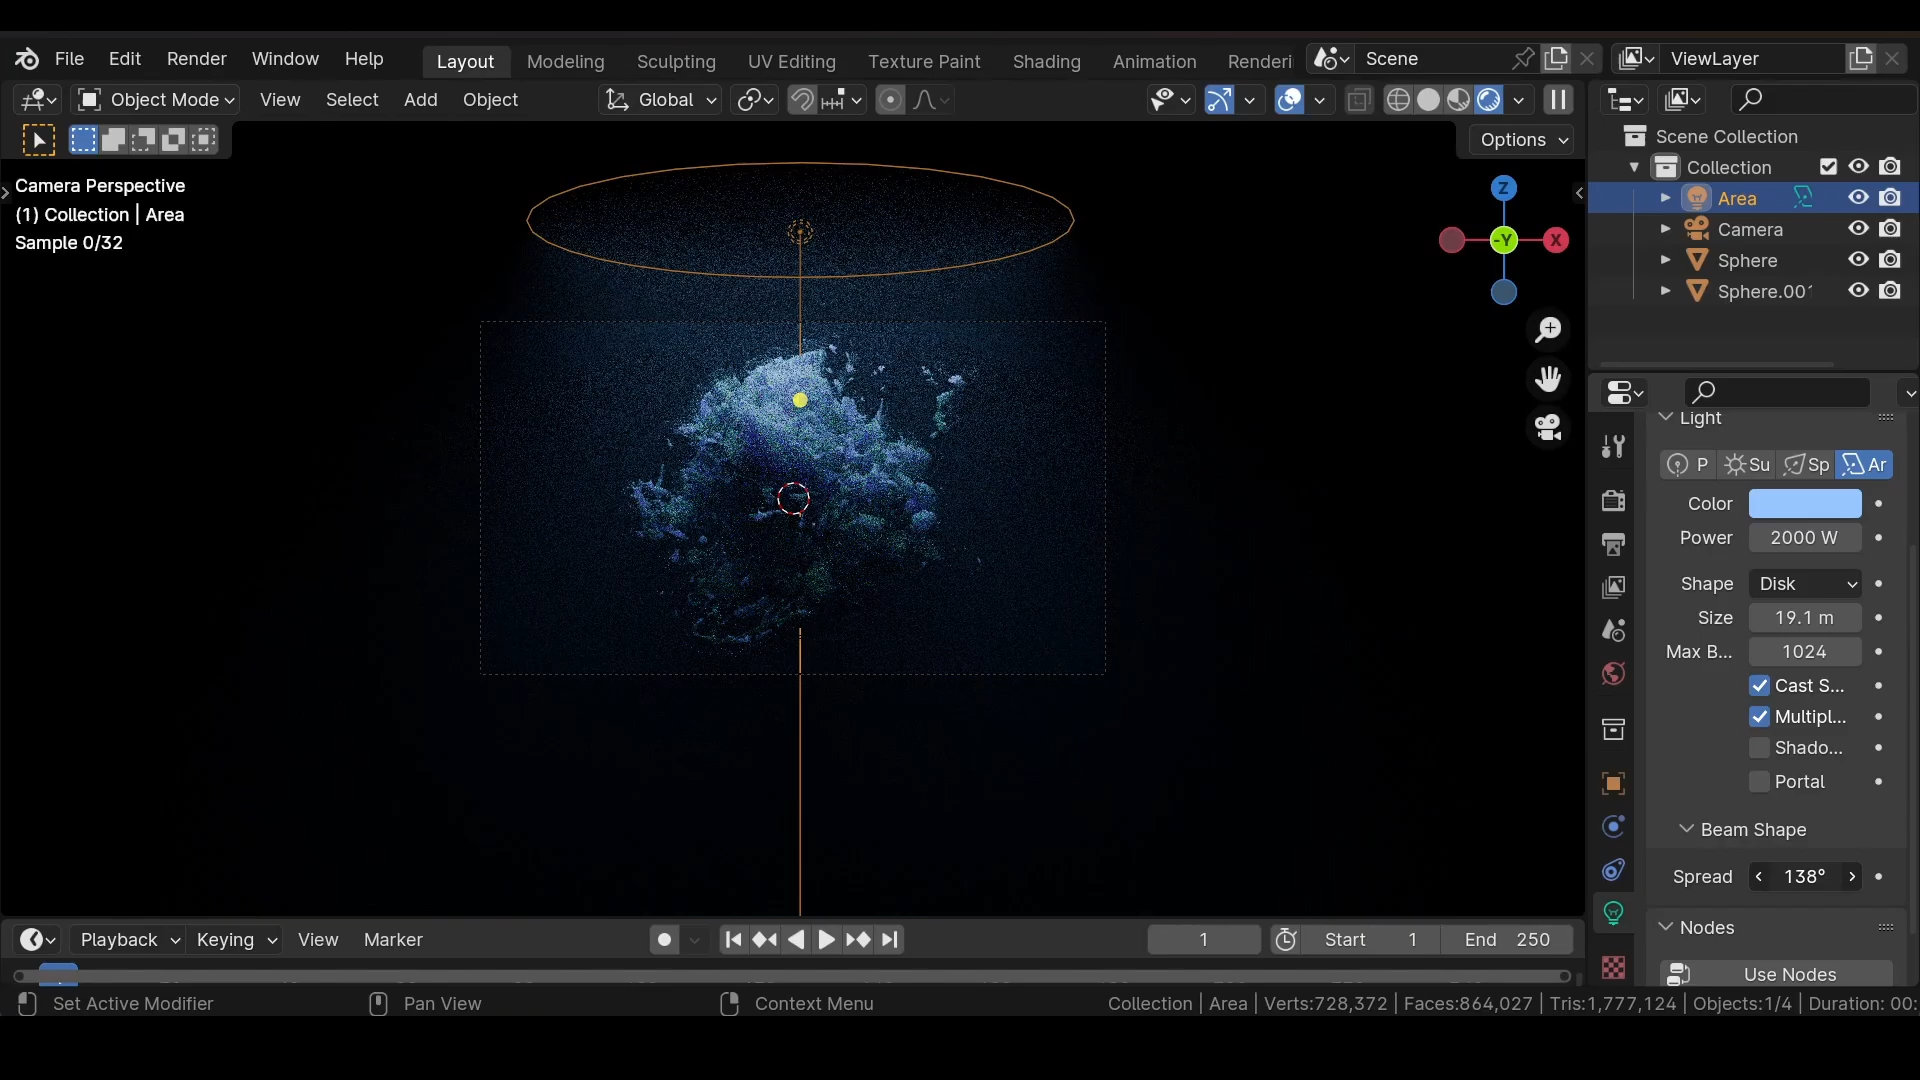 File Edit Render Window Help Layout Modeling Sculpting UV Editing Texture Paint Shading Animation Renderi Scene ViewLayer
Object Mode View Select Add Object Global
Options
Camera Perspective
(1) Collection | Area
Sample 0/32
Z
-Y X
Scene Collection
Collection
Area
Camera
Sphere
Sphere.001
Light
P Su Sp Ar
Color
Power 2000 W
Shape Disk
Size 19.1 m
Max B... 1024
Cast S...
Multipl...
Shado...
Portal
Beam Shape
Spread 138°
Nodes
Use Nodes
Playback Keying View Marker 1 Start 1 End 250
Set Active Modifier Pan View Context Menu Collection | Area | Verts:728,372 | Faces:864,027 | Tris:1,777,124 | Objects:1/4 | Duration: 00: